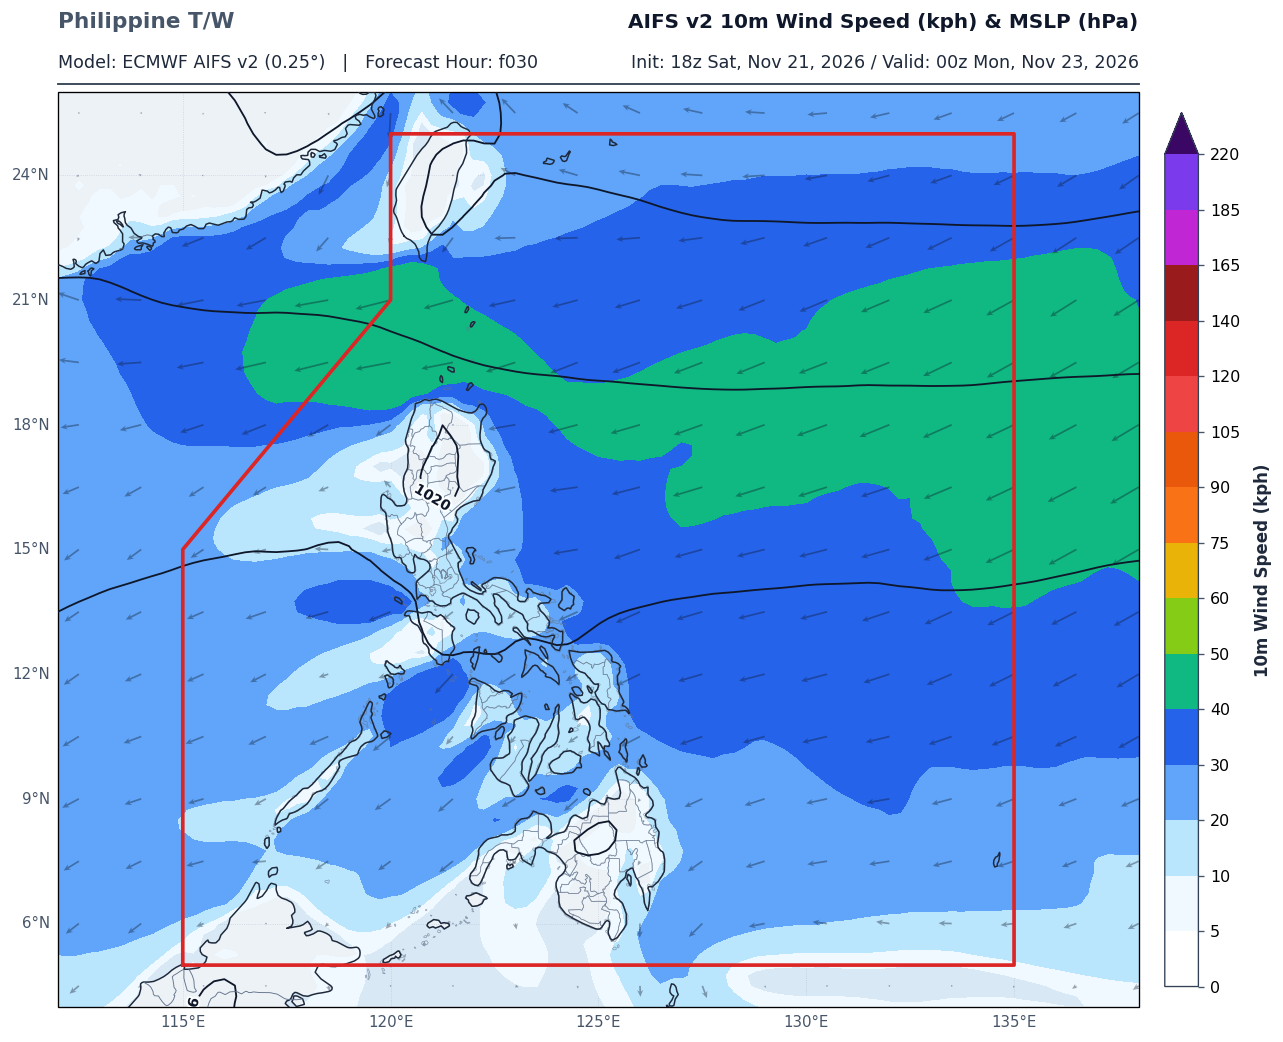 Philippine T/W
AIFS v2 10m Wind Speed (kph) & MSLP (hPa)
Model: ECMWF AIFS v2 (0.25°)   |   Forecast Hour: f030
Init: 18z Sat, Nov 21, 2026 / Valid: 00z Mon, Nov 23, 2026
24°N
21°N
18°N
15°N
12°N
9°N
6°N
1020
115°E
120°E
125°E
130°E
135°E
220
185
165
140
120
105
90
75
60
50
40
30
20
10
5
0
10m Wind Speed (kph)